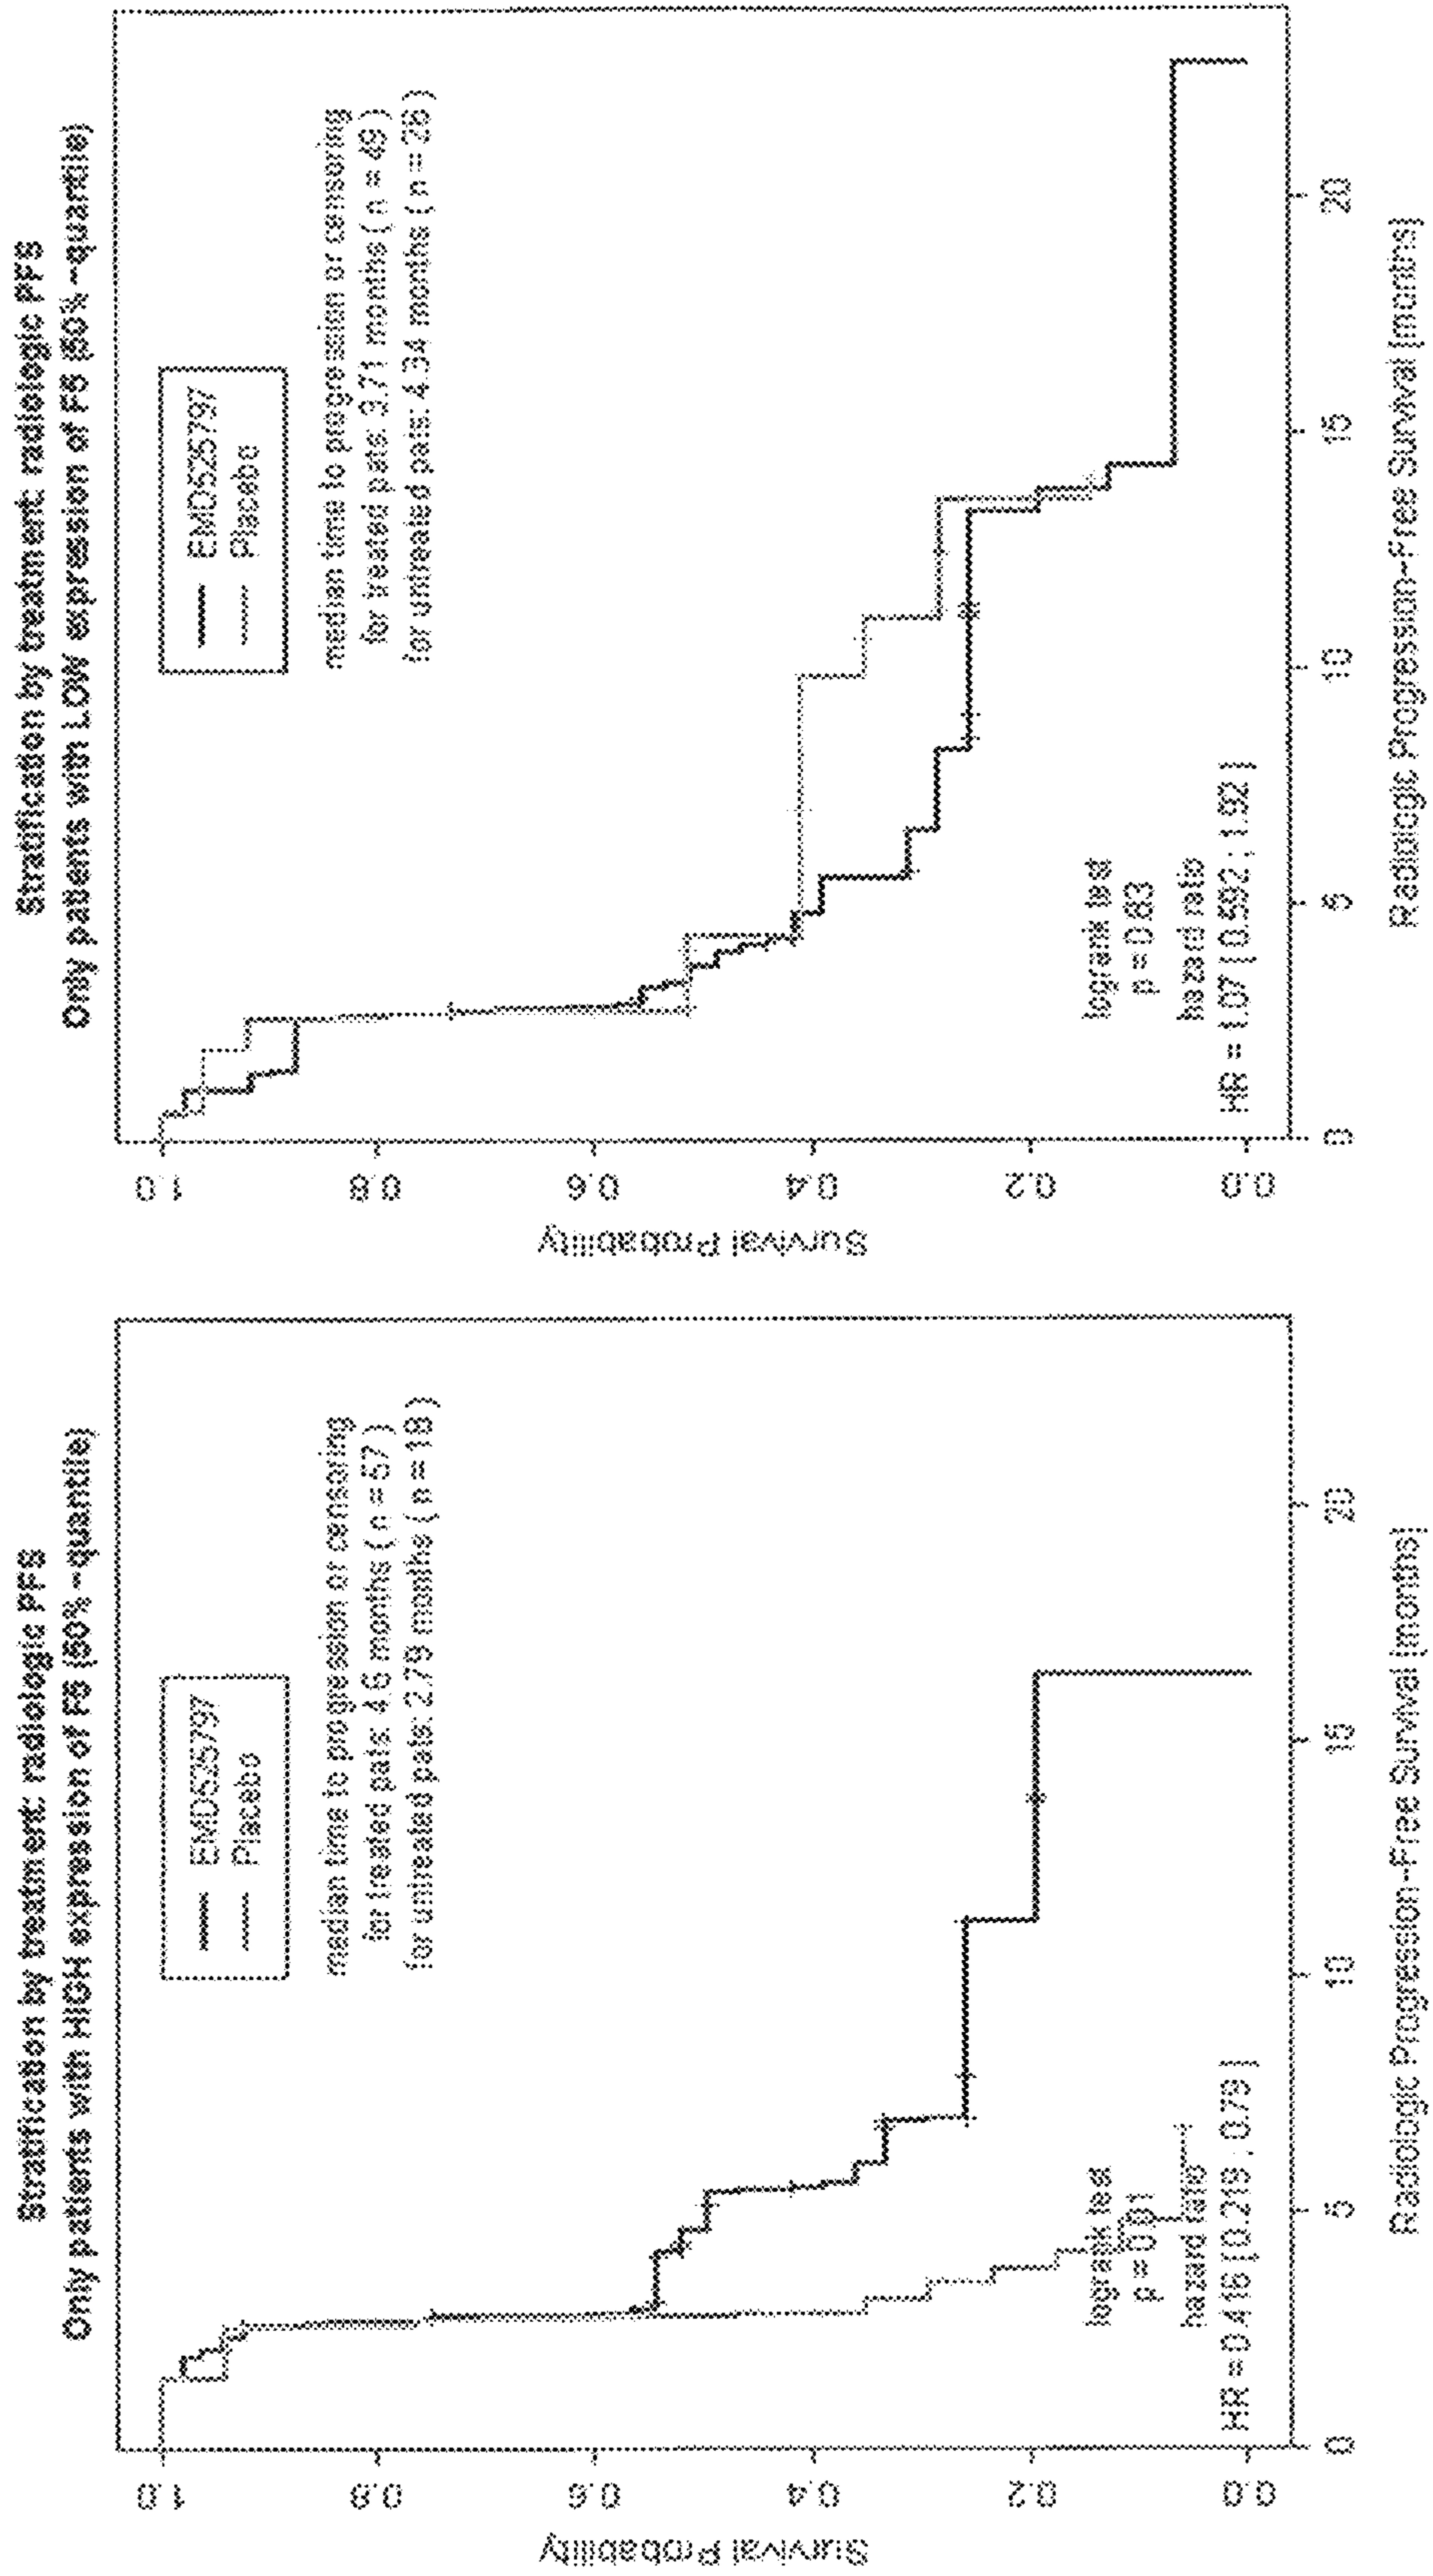 Stratification by treatment: radiologic PFS
Only patients with HIGH expression of F5 (50% -quantile)
EMD525797
Placebo
median time to progression or censoring
for treated pats: 4.6 months ( n = 57 )
for untreated pats: 2.79 months ( n = 18 )
logrank test
p = 0.01
hazard ratio
HR = 0.416 [ 0.219 ; 0.79 ]
1.0
0.8
0.6
0.4
0.2
0.0
Survival Probability
0
5
10
15
20
Radiologic Progression-Free Survival [months]
Stratification by treatment: radiologic PFS
Only patients with LOW expression of F5 (50% -quantile)
EMD525797
Placebo
median time to progression or censoring
for treated pats: 3.71 months ( n = 49 )
for untreated pats: 4.34 months ( n = 26 )
logrank test
p = 0.83
hazard ratio
HR = 1.07 [ 0.592 ; 1.92 ]
1.0
0.8
0.6
0.4
0.2
0.0
Survival Probability
0
5
10
15
20
Radiologic Progression-Free Survival [months]